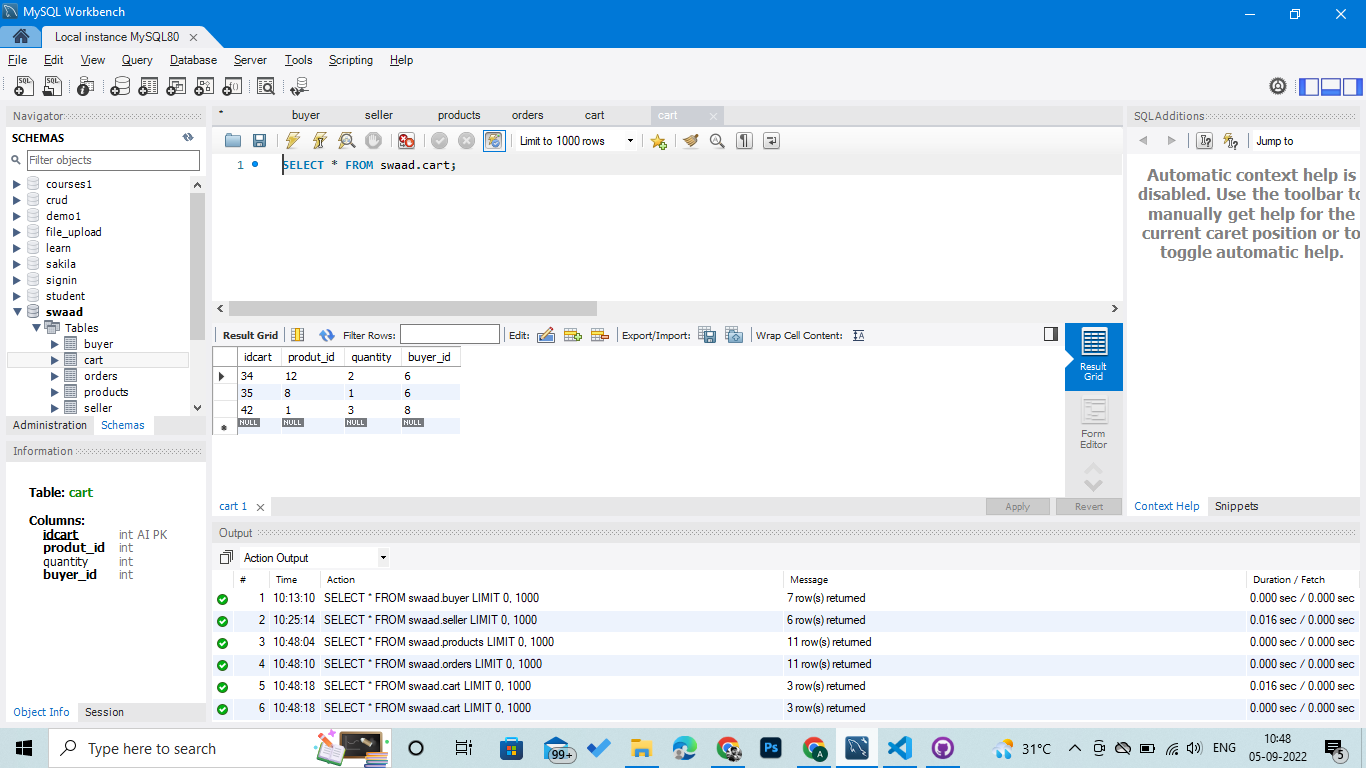 MySQL Workbench
Local instance MySQL80
File Edit View Query Database Server Tools Scripting Help
Navigator
SCHEMAS
Filter objects
courses1
crud
demo1
file_upload
learn
sakila
signin
student
swaad
Tables
buyer
cart
orders
products
seller
Administration Schemas
Information
Table: cart
Columns:
idcart int AI PK
produt_id int
quantity int
buyer_id int
Object Info Session
buyer seller products orders cart cart
Limit to 1000 rows
1 SELECT * FROM swaad.cart;
Result Grid Filter Rows: Edit: Export/Import: Wrap Cell Content:
idcart produt_id quantity buyer_id
34 12 2 6
35 8 1 6
42 1 3 8
NULL NULL NULL NULL
Result
Grid
Form
Editor
cart 1
Apply Revert
SQLAdditions
Jump to
Automatic context help is
disabled. Use the toolbar to
manually get help for the
current caret position or to
toggle automatic help.
Context Help Snippets
Output
Action Output
# Time Action Message Duration / Fetch
1 10:13:10 SELECT * FROM swaad.buyer LIMIT 0, 1000 7 row(s) returned 0.000 sec / 0.000 sec
2 10:25:14 SELECT * FROM swaad.seller LIMIT 0, 1000 6 row(s) returned 0.016 sec / 0.000 sec
3 10:48:04 SELECT * FROM swaad.products LIMIT 0, 1000 11 row(s) returned 0.000 sec / 0.000 sec
4 10:48:10 SELECT * FROM swaad.orders LIMIT 0, 1000 11 row(s) returned 0.000 sec / 0.000 sec
5 10:48:18 SELECT * FROM swaad.cart LIMIT 0, 1000 3 row(s) returned 0.016 sec / 0.000 sec
6 10:48:18 SELECT * FROM swaad.cart LIMIT 0, 1000 3 row(s) returned 0.000 sec / 0.000 sec
Type here to search
99+
Ps
A
31°C
ENG
10:48
05-09-2022
5